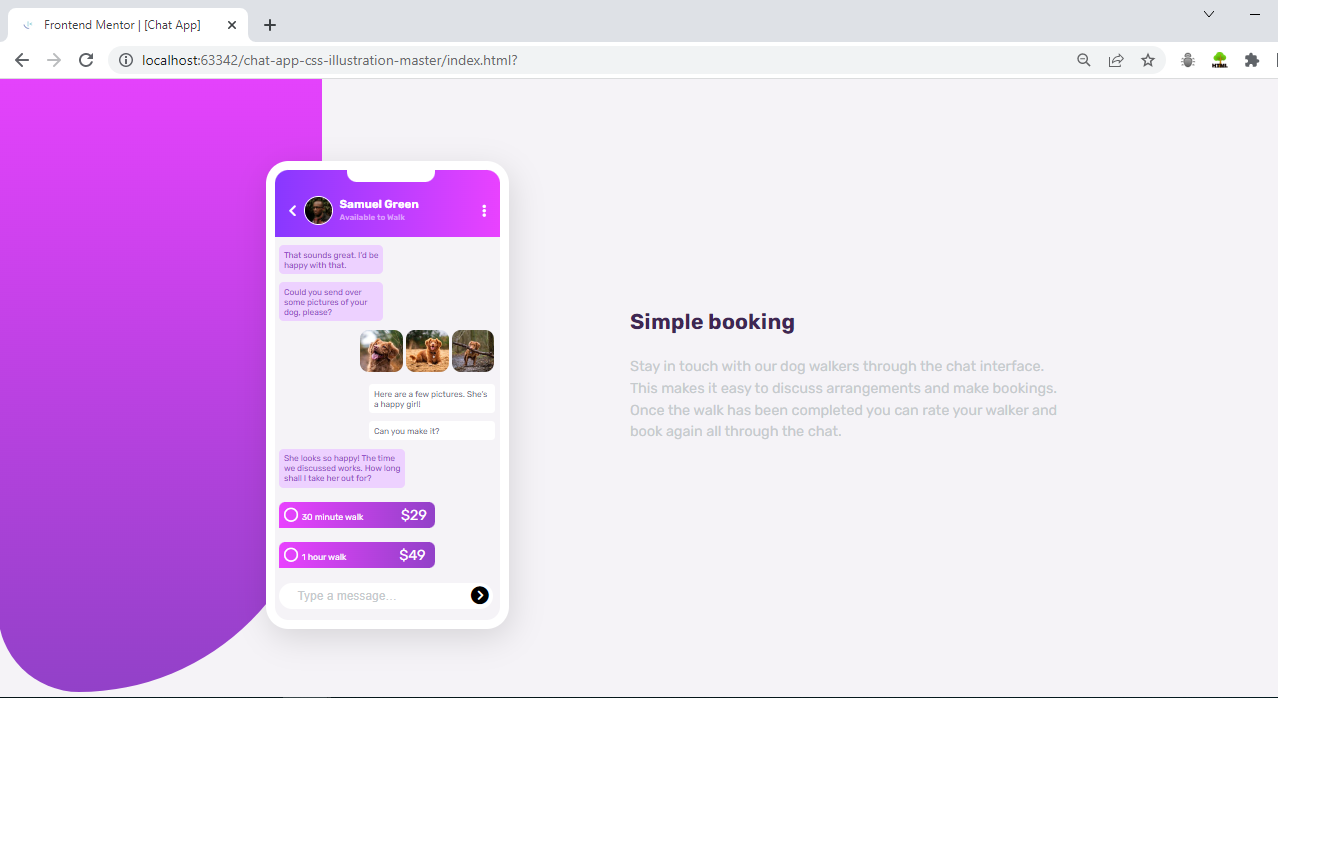 Frontend Mentor | [Chat App]
localhost:63342/chat-app-css-illustration-master/index.html?
HTML
Samuel Green
Available to Walk
That sounds great. I'd be
happy with that.
Could you send over
some pictures of your
dog, please?
Here are a few pictures. She's
a happy girl!
Can you make it?
She looks so happy! The time
we discussed works. How long
shall I take her out for?
30 minute walk $29
1 hour walk $49
Type a message...
Simple booking
Stay in touch with our dog walkers through the chat interface.
This makes it easy to discuss arrangements and make bookings.
Once the walk has been completed you can rate your walker and
book again all through the chat.